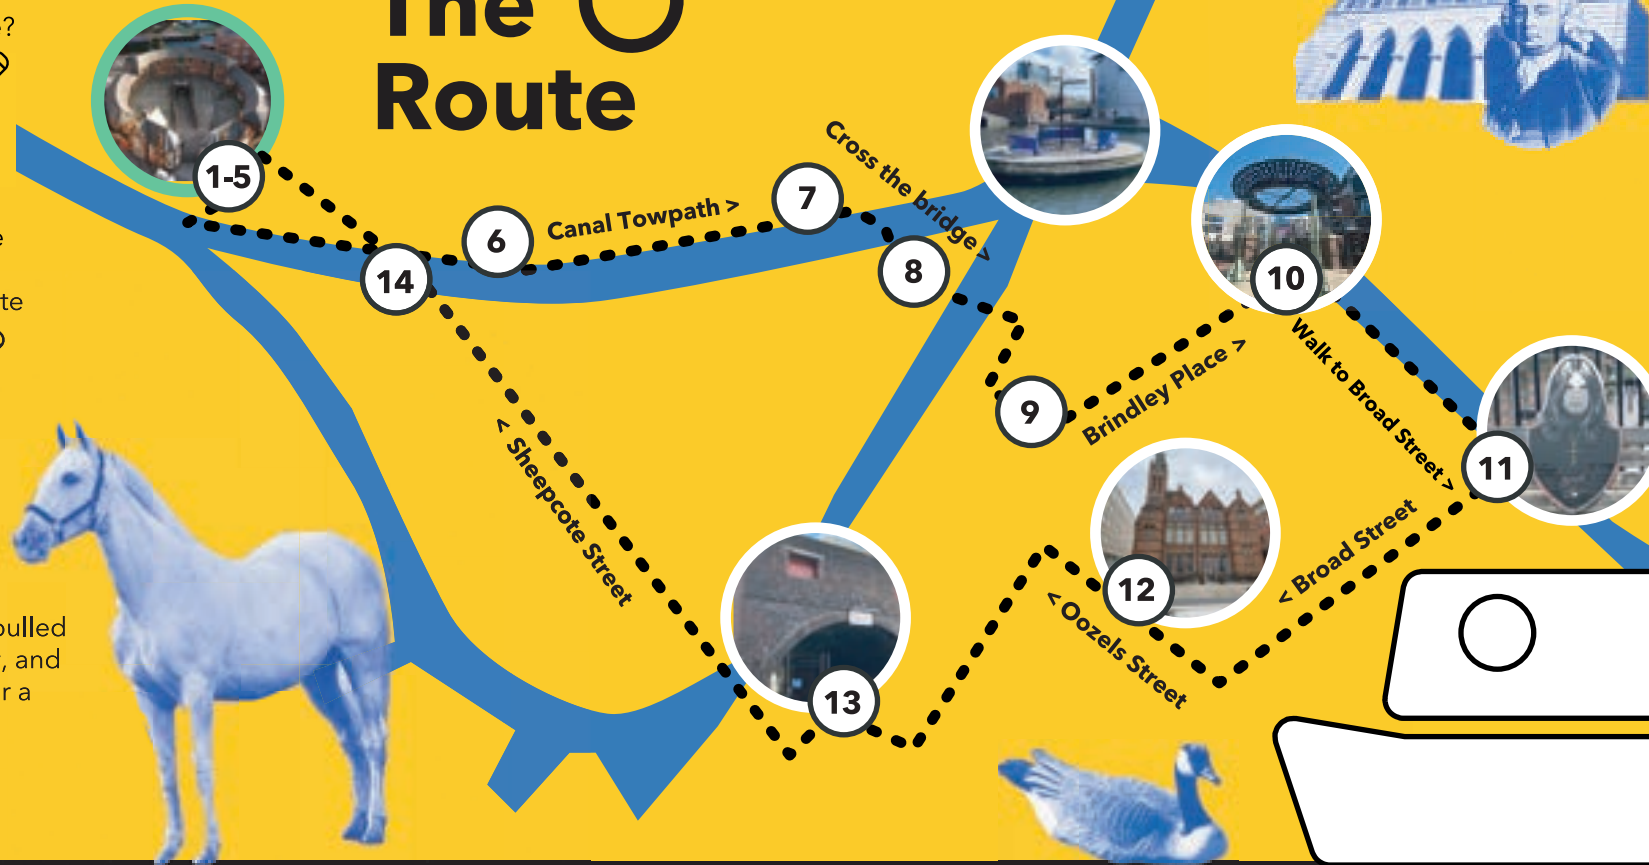 The
Route
s?
e
te
pulled
, and
r a
1-5
14
6
Canal Towpath >
7
Cross the bridge >
8
9
Brindley Place >
10
Walk to Broad Street >
11
< Broad Street
12
< Oozels Street
13
< Sheepcote Street